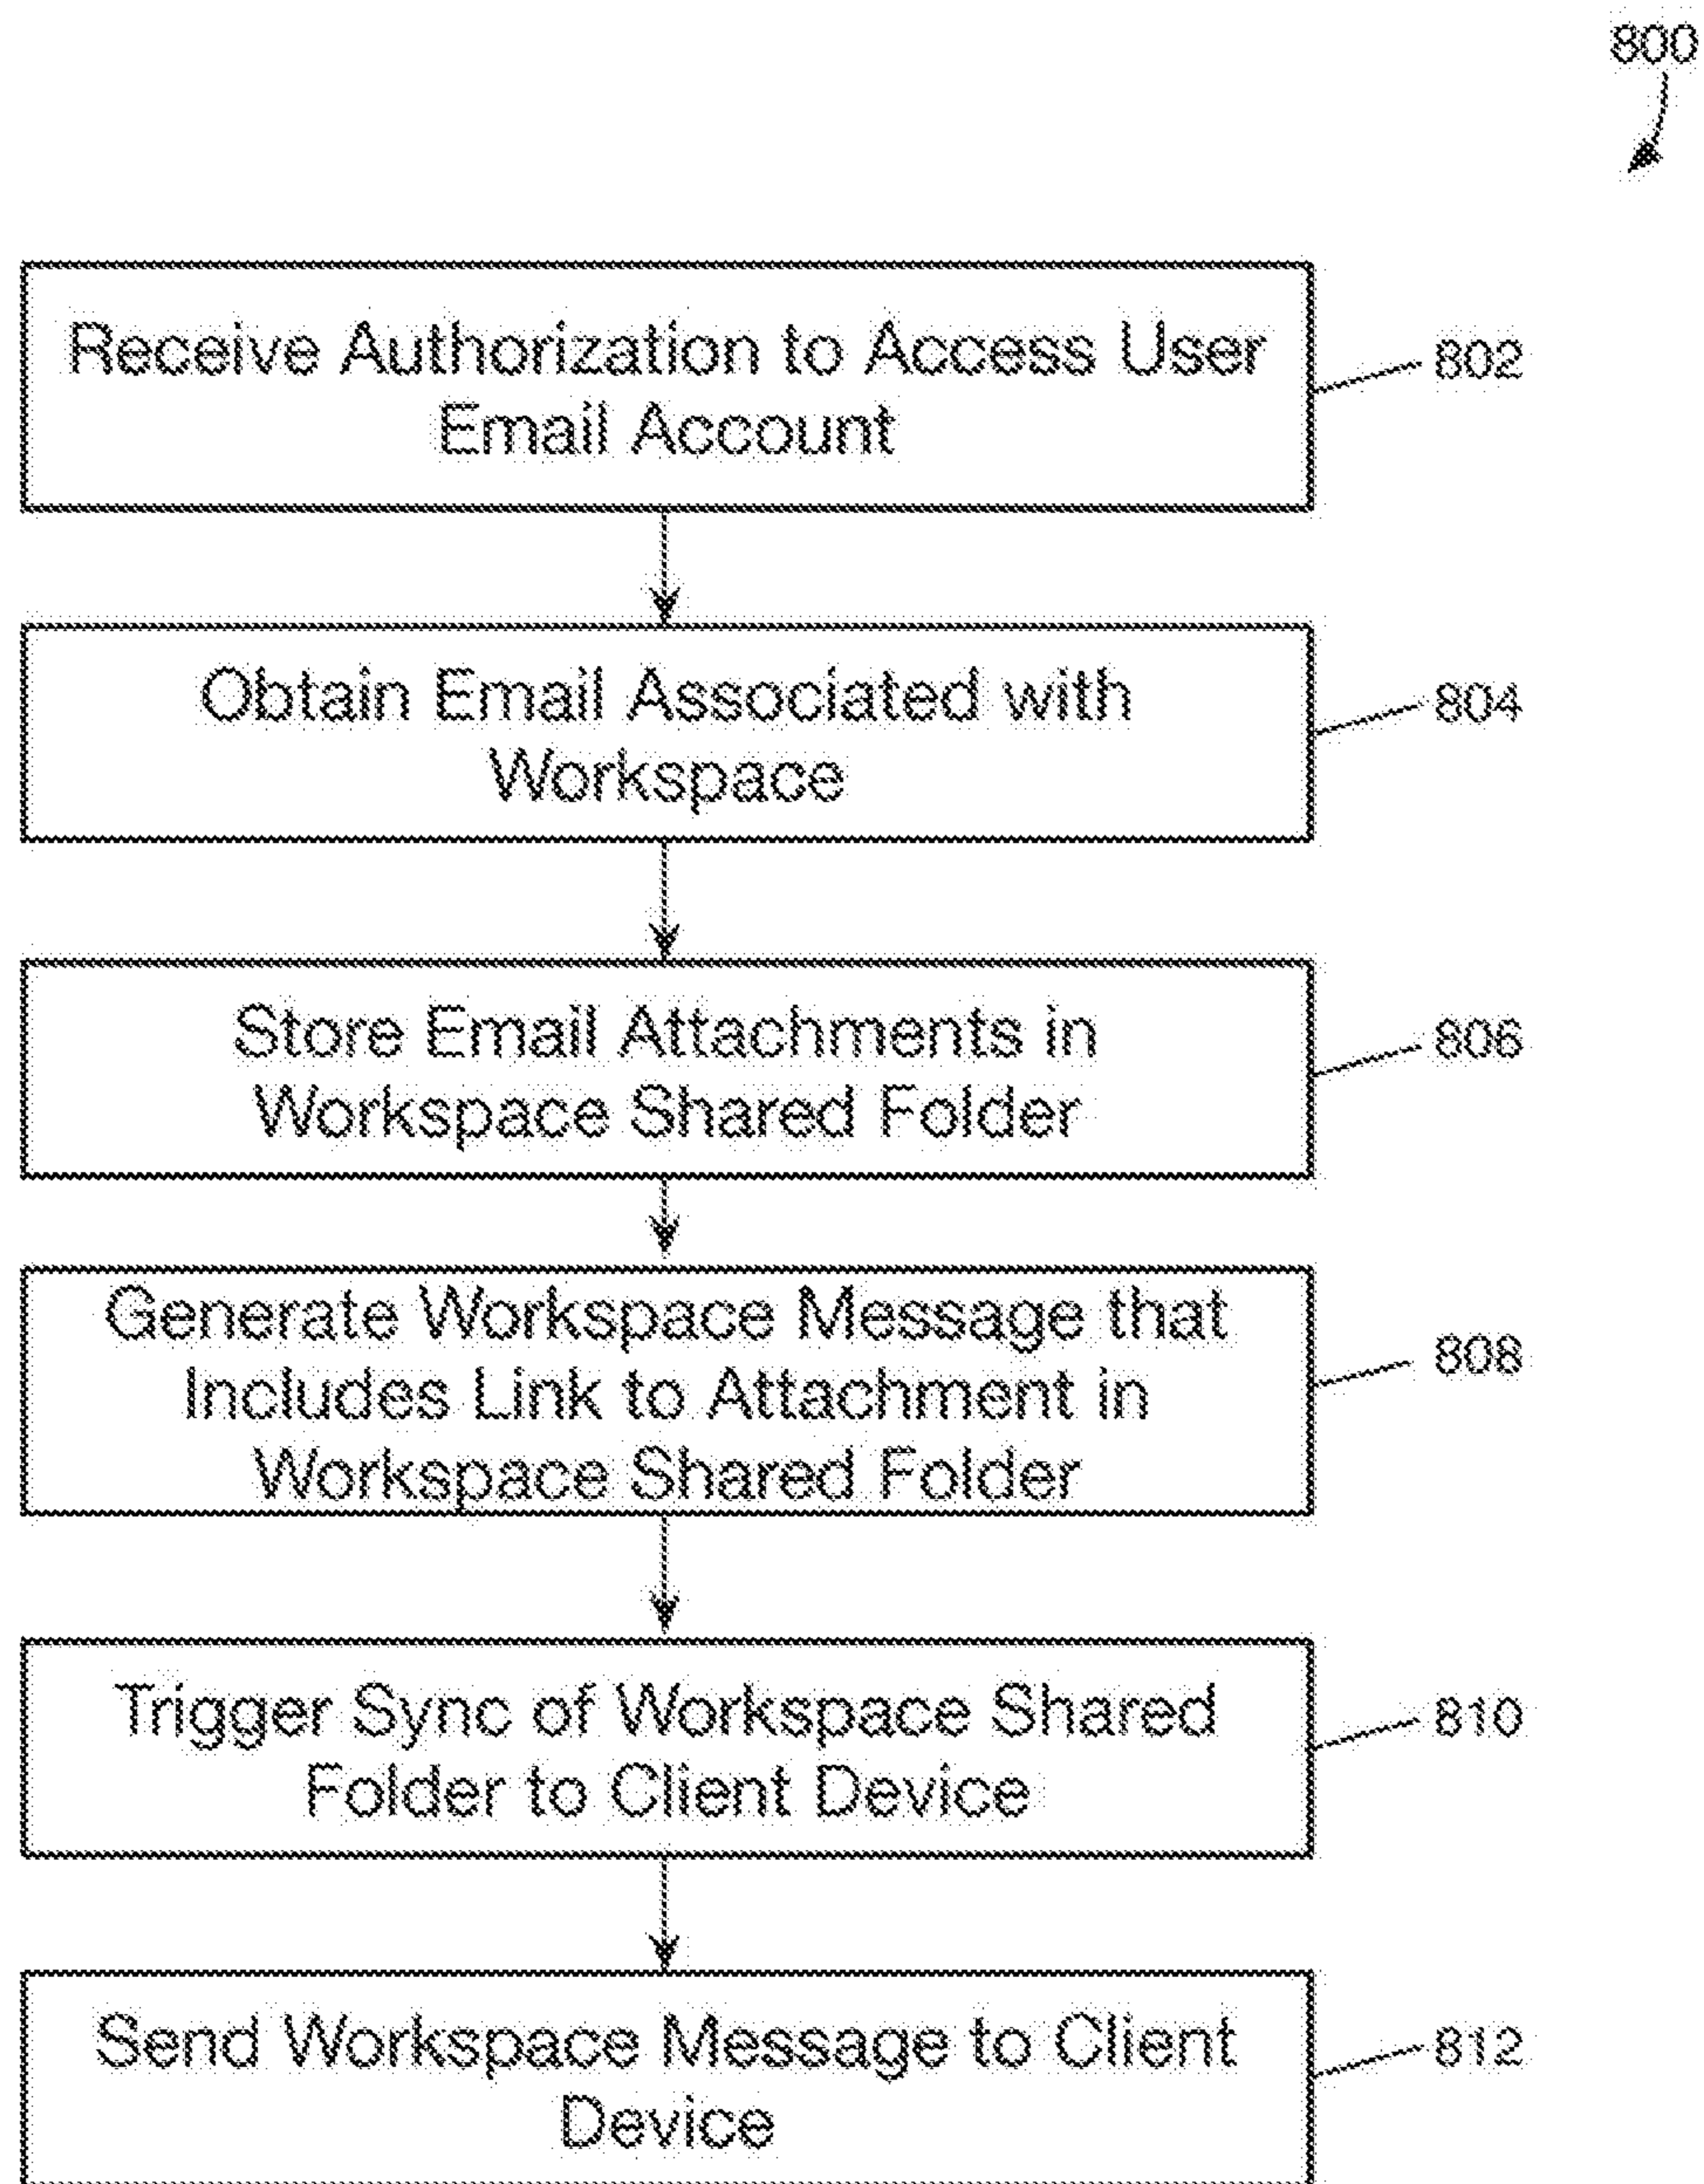 800
Receive Authorization to Access User
Email Account
802
Obtain Email Associated with
Workspace
804
Store Email Attachments in
Workspace Shared Folder
806
Generate Workspace Message that
Includes Link to Attachment in
Workspace Shared Folder
808
Trigger Sync of Workspace Shared
Folder to Client Device
810
Send Workspace Message to Client
Device
812